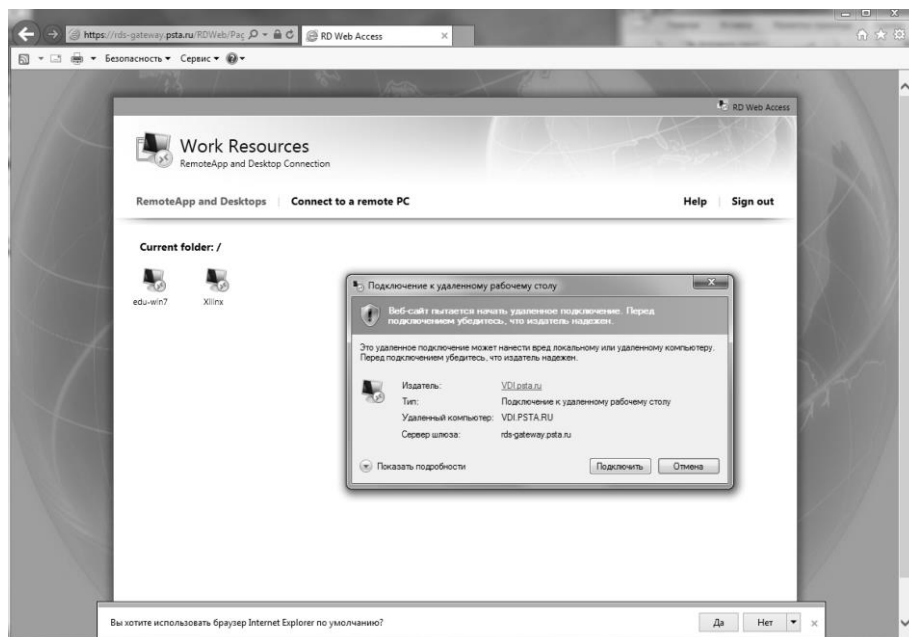 https://rds-gateway.psta.ru/RDWeb/Pag
RD Web Access
Безопасность
Сервис
RD Web Access
Work Resources
RemoteApp and Desktop Connection
RemoteApp and Desktops
Connect to a remote PC
Help
Sign out
Current folder: /
edu-win7
Xilinx
Подключение к удаленному рабочему столу
Веб-сайт пытается начать удаленное подключение. Перед
подключением убедитесь, что издатель надежен.
Это удаленное подключение может нанести вред локальному или удаленному компьютеру.
Перед подключением убедитесь, что издатель надежен.
Издатель: VDI.psta.ru
Тип: Подключение к удаленному рабочему столу
Удаленный компьютер: VDI.PSTA.RU
Сервер шлюза: rds-gateway.psta.ru
Показать подробности
Подключить
Отмена
Вы хотите использовать браузер Internet Explorer по умолчанию?
Да
Нет